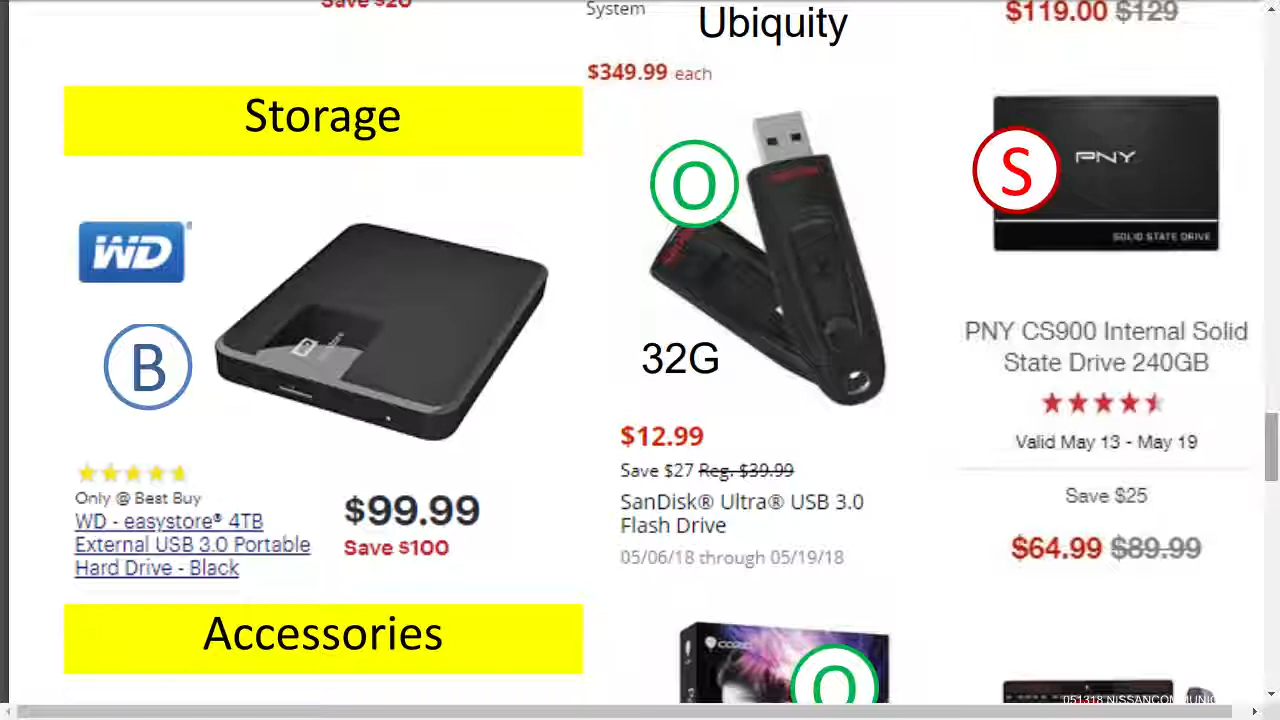 Save $20
System
Ubiquity
$119.00 $129
$349.99 each
Storage
WD
B
Only @ Best Buy
WD - easystore® 4TB
External USB 3.0 Portable
Hard Drive - Black
$99.99
Save $100
O
32G
$12.99
Save $27 Reg. $39.99
SanDisk® Ultra® USB 3.0
Flash Drive
05/06/18 through 05/19/18
S
PNY
SOLID STATE DRIVE
PNY CS900 Internal Solid
State Drive 240GB
Valid May 13 - May 19
Save $25
$64.99 $89.99
Accessories
O